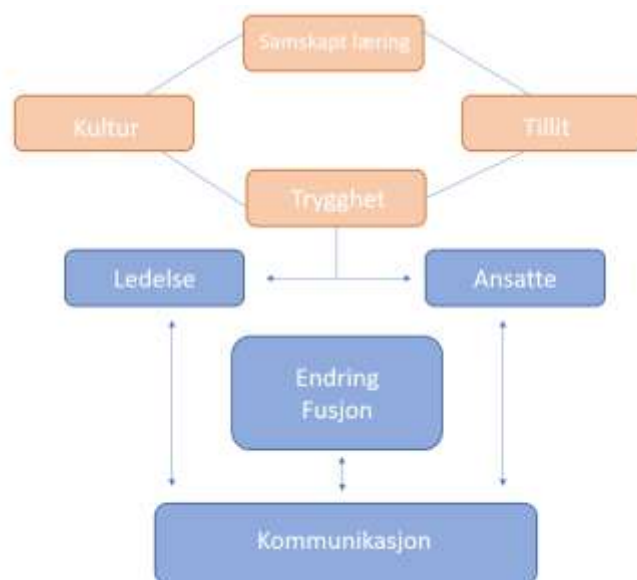 Samskapt læring
Kultur
Tillit
Trygghet
Ledelse
Ansatte
Endring
Fusjon
Kommunikasjon